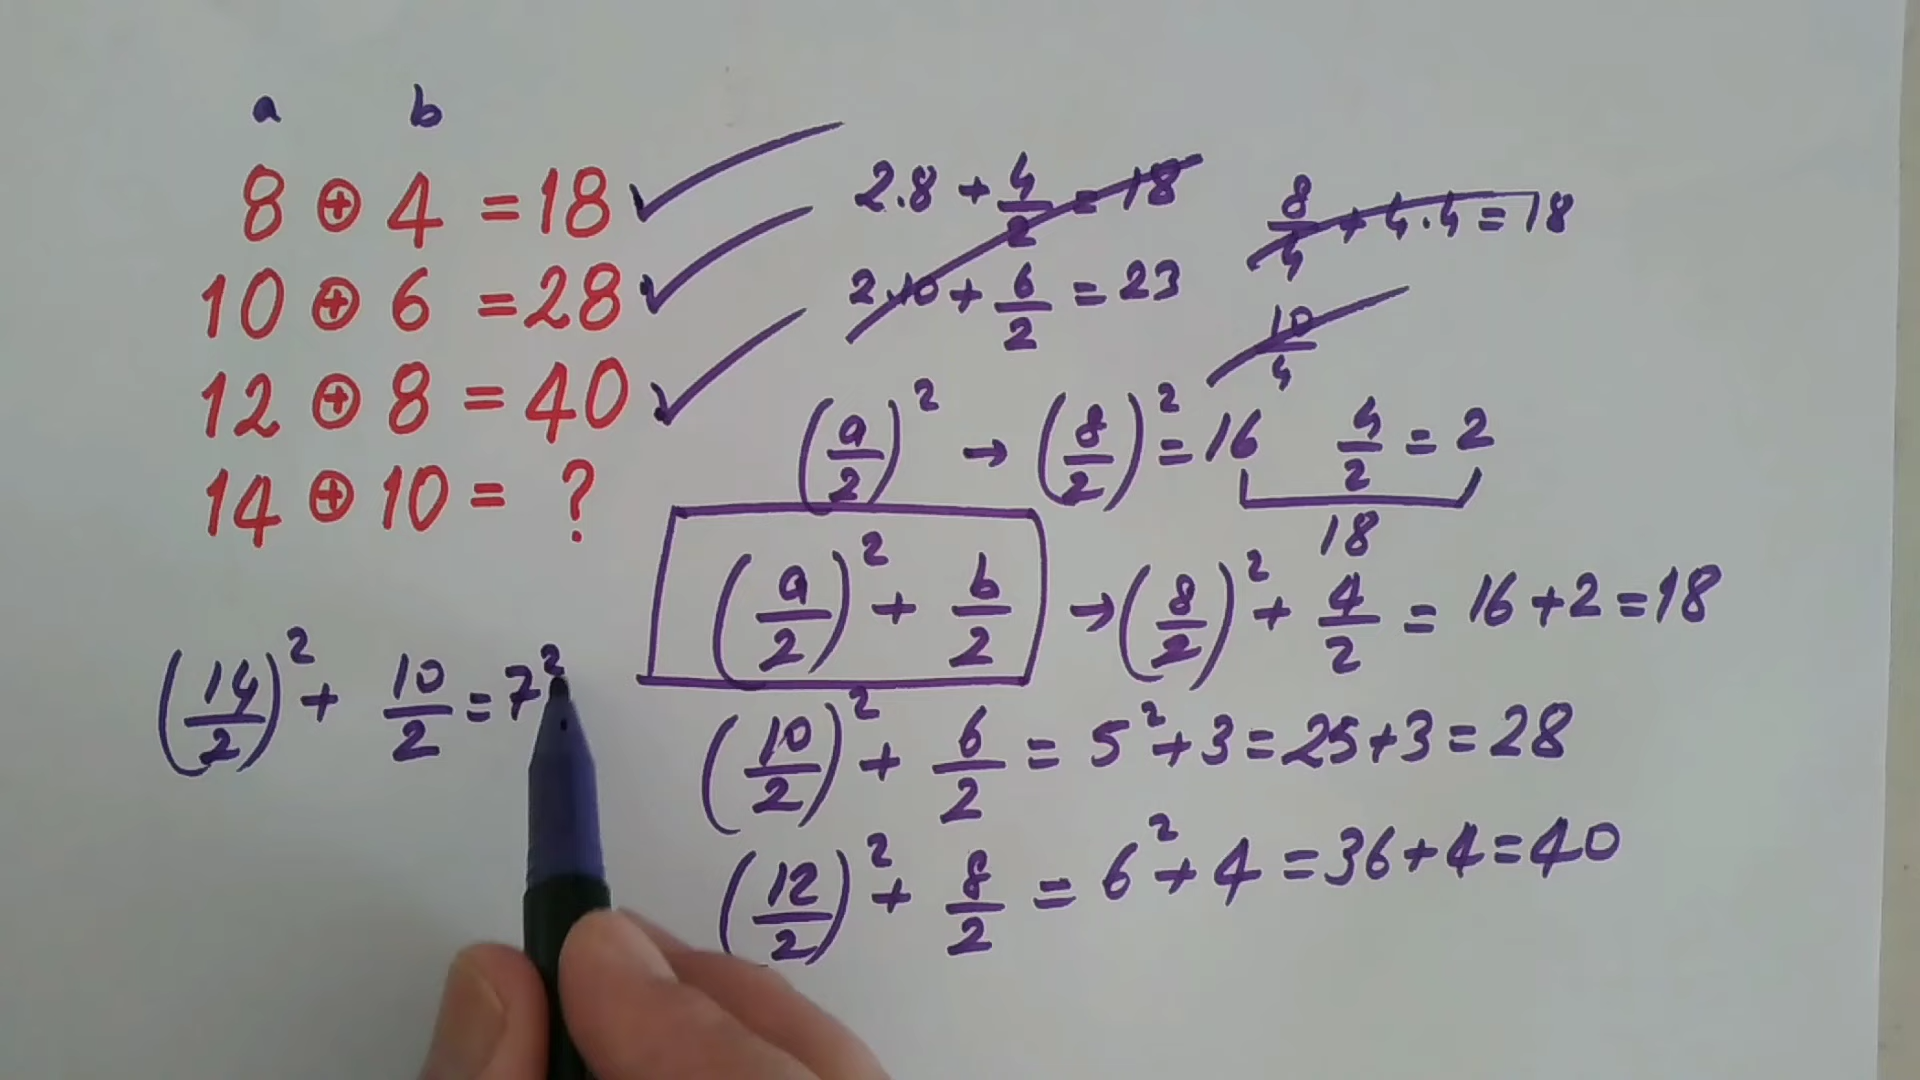 a b
8 ⊕ 4 = 18
10 ⊕ 6 = 28
12 ⊕ 8 = 40
14 ⊕ 10 = ?
(14/2)² + 10/2 = 7²
2.8 + 4/2 = 18
2.10 + 6/2 = 23
8/4 + 4.4 = 18
10/4
(a/2)² → (8/2)² = 16 4/2 = 2
18
(a/2)² + b/2 → (8/2)² + 4/2 = 16 + 2 = 18
(10/2)² + 6/2 = 5² + 3 = 25 + 3 = 28
(12/2)² + 8/2 = 6² + 4 = 36 + 4 = 40